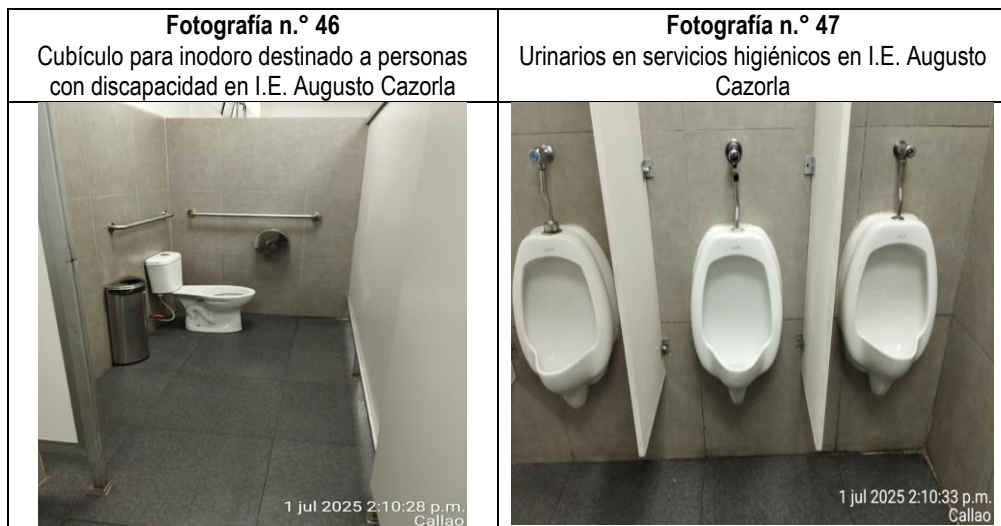 Fotografía n.° 46
Cubículo para inodoro destinado a personas
con discapacidad en I.E. Augusto Cazorla
Fotografía n.° 47
Urinarios en servicios higiénicos en I.E. Augusto
Cazorla
1 jul 2025 2:10:28 p.m.
Callao
1 jul 2025 2:10:33 p.m.
Callao